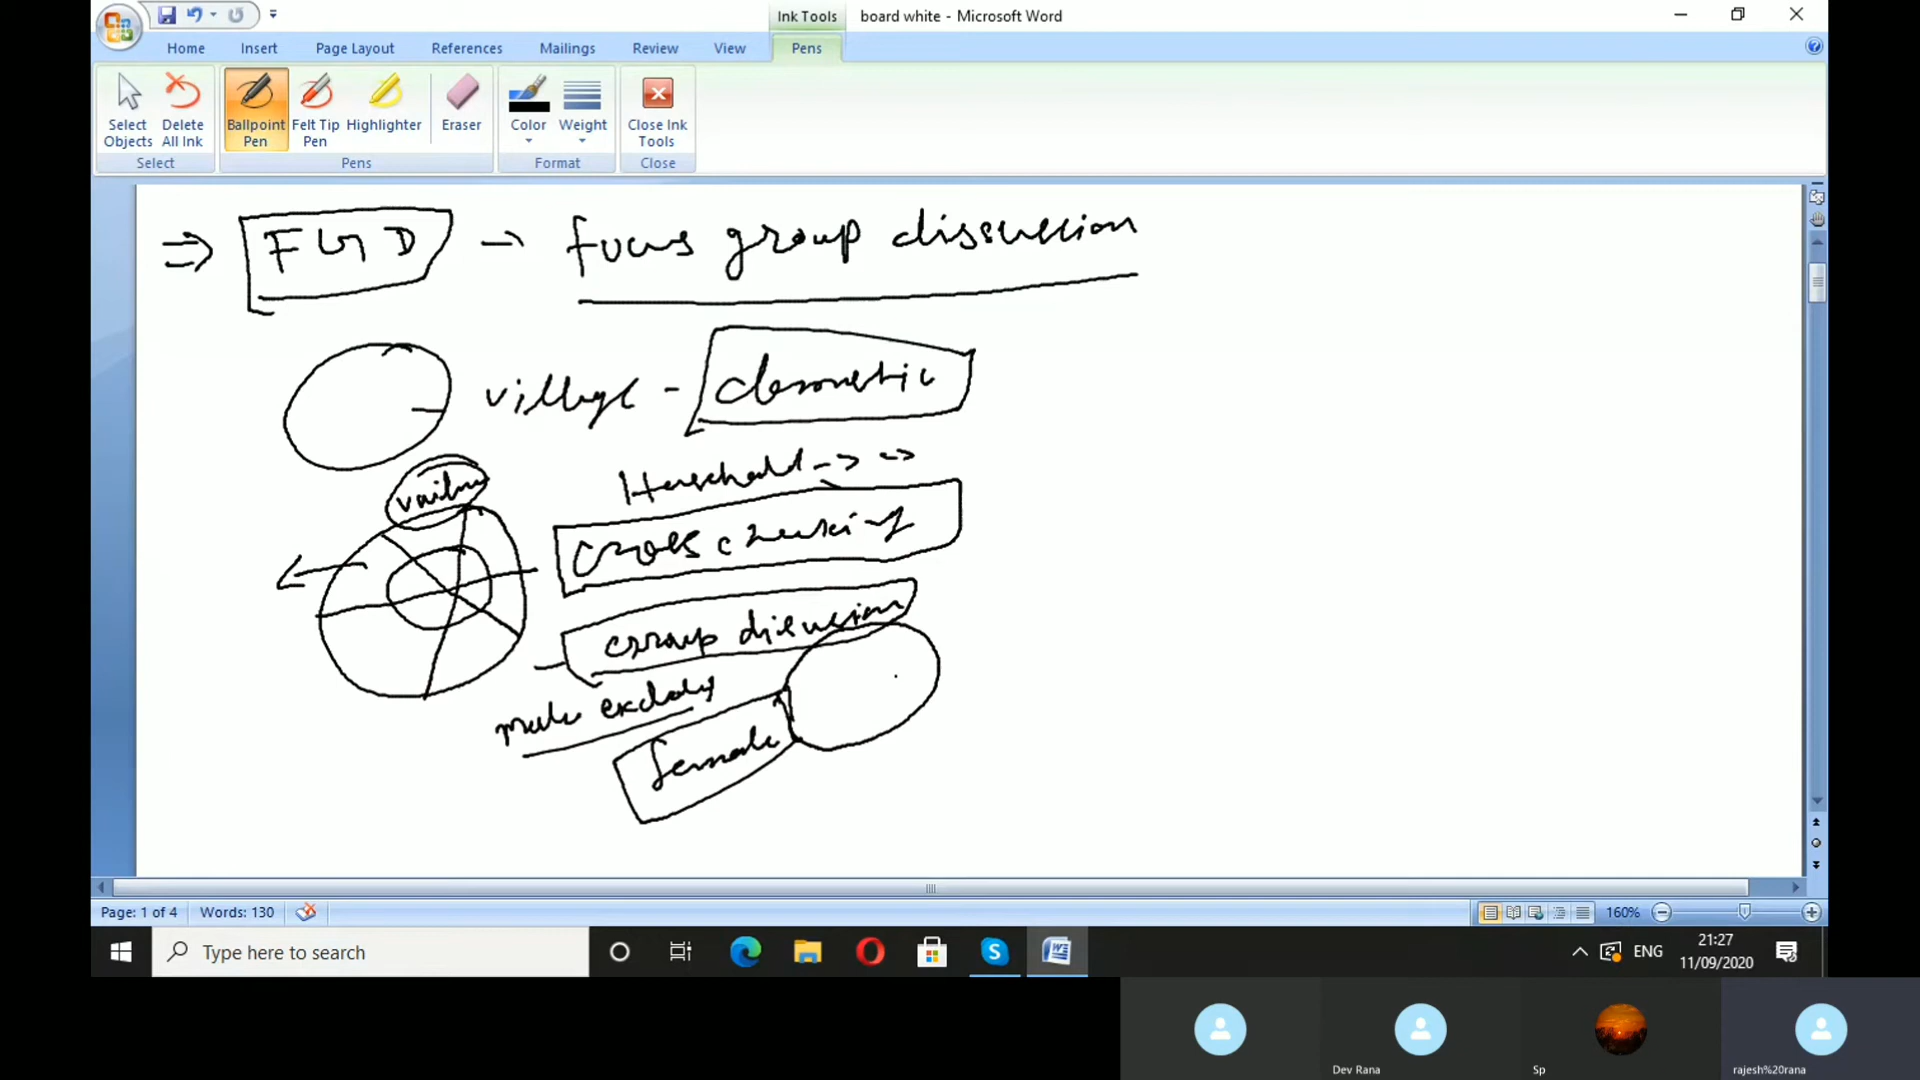 Ink Tools
board white - Microsoft Word
Home Insert Page Layout References Mailings Review View Pens
Select Objects
Delete All Ink
Ballpoint Pen
Felt Tip Pen
Highlighter
Eraser
Color
Weight
Close Ink Tools
Select Pens Format Close
⇒ FGD → focus group disscussion
village - domestic
Household → →
cross checking
group discussion
male
female
Page: 1 of 4 Words: 130 160%
Type here to search
ENG
21:27
11/09/2020
Dev Rana
Sp
rajesh%20rana